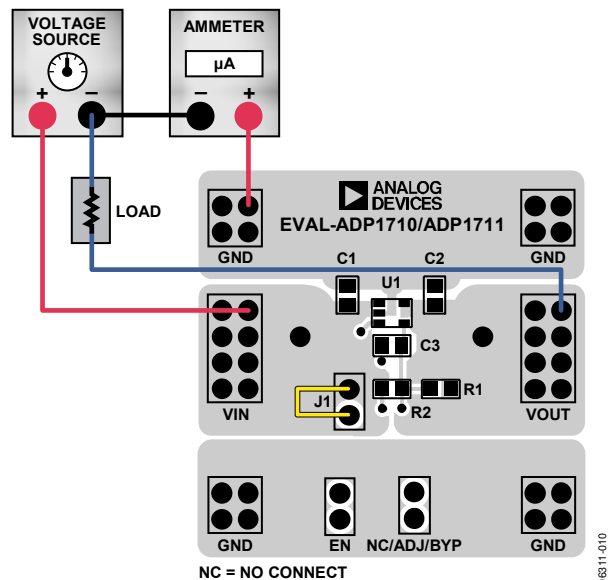 VOLTAGE
SOURCE
AMMETER
µA
+
−
−
+
LOAD
ANALOG
DEVICES
EVAL-ADP1710/ADP1711
GND
GND
C1
C2
U1
C3
J1
R1
R2
VIN
VOUT
GND
EN
NC/ADJ/BYP
GND
NC = NO CONNECT
6311-010